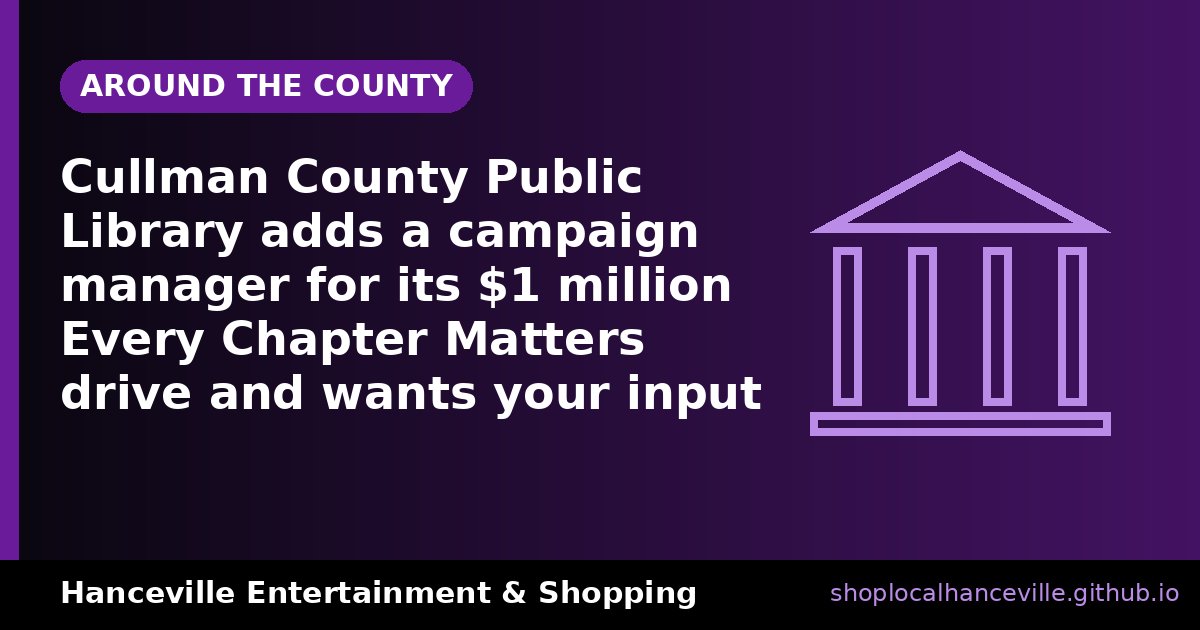 AROUND THE COUNTY
Cullman County Public
Library adds a campaign
manager for its $1 million
Every Chapter Matters
drive and wants your input
Hanceville Entertainment & Shopping
shoplocalhanceville.github.io